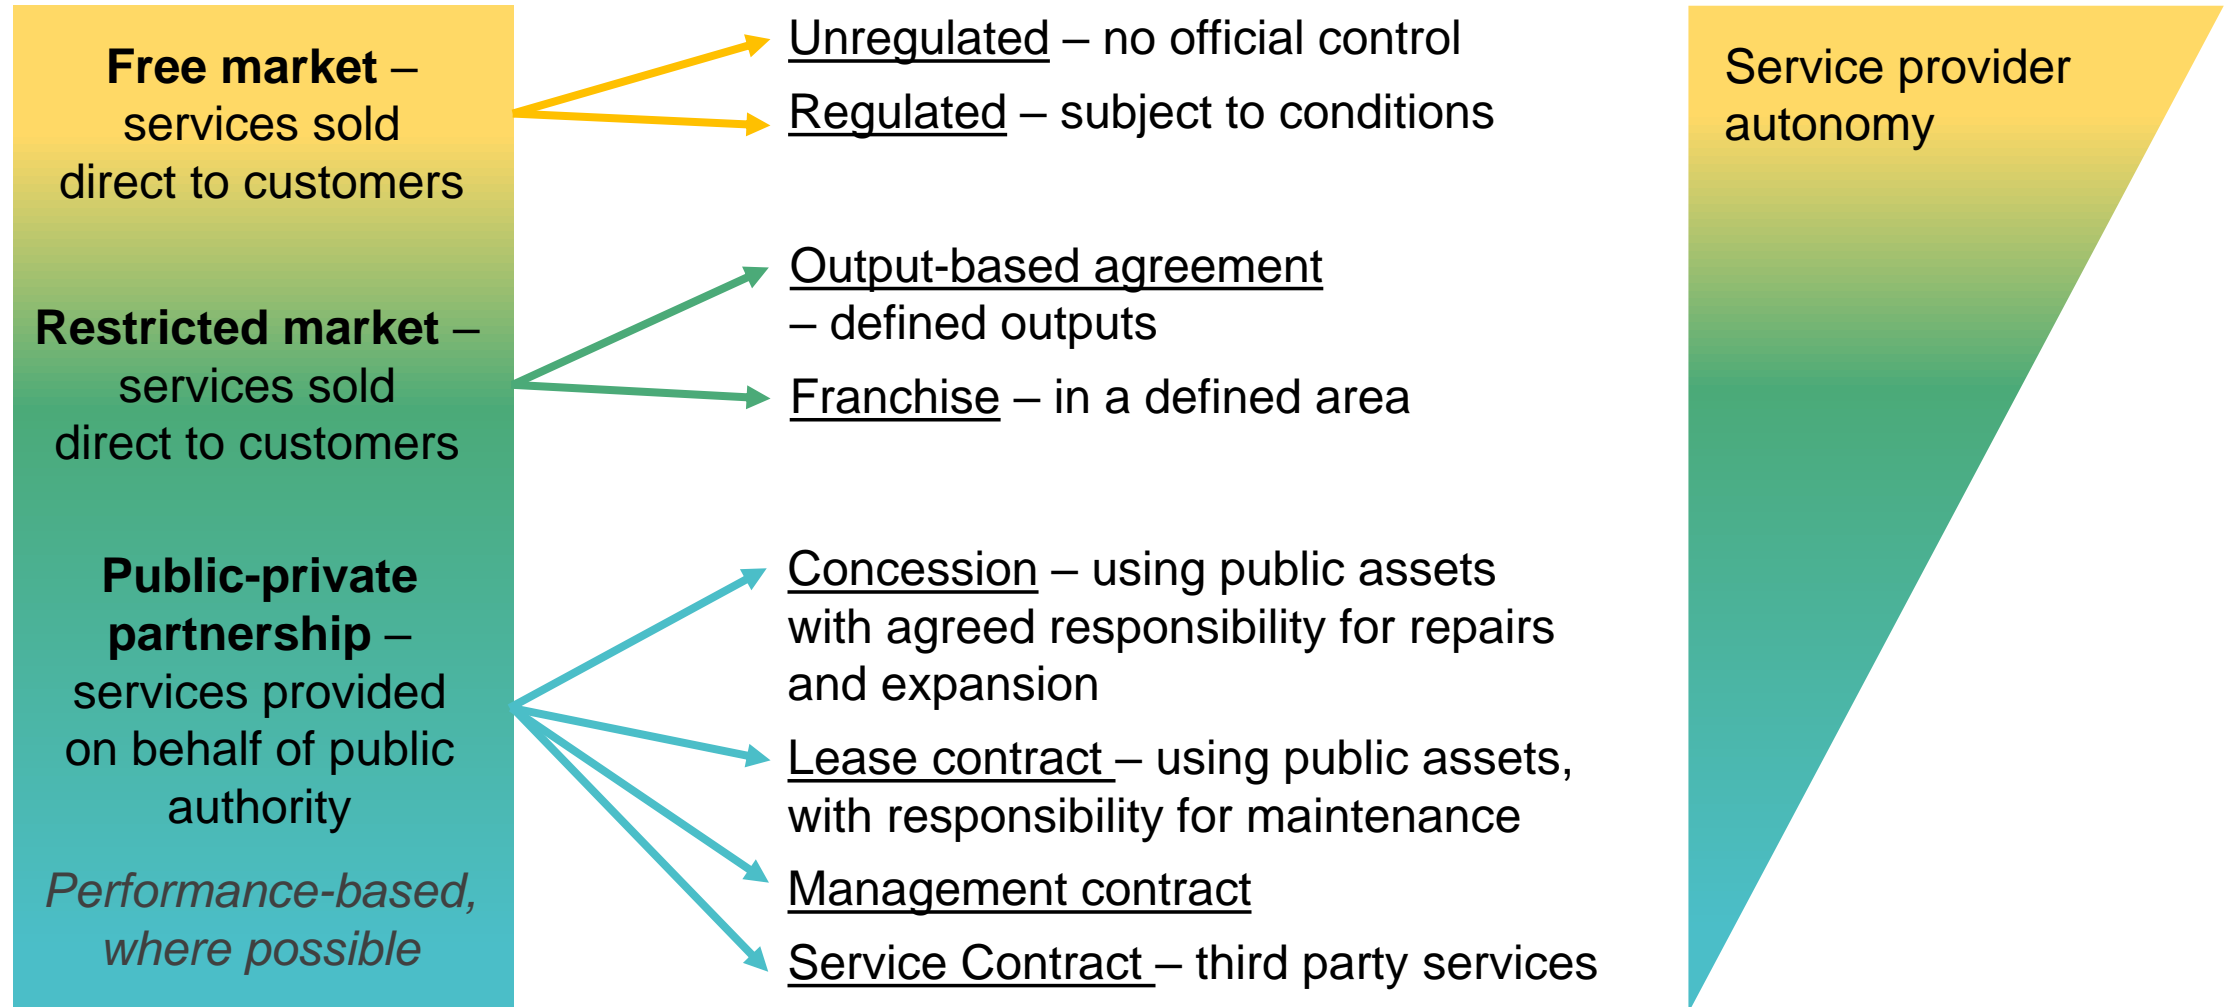 Free market –
services sold
direct to customers
Unregulated – no official control
Regulated – subject to conditions
Restricted market –
services sold
direct to customers
Output-based agreement
– defined outputs
Franchise – in a defined area
Public-private
partnership –
services provided
on behalf of public
authority
Performance-based,
where possible
Concession – using public assets
with agreed responsibility for repairs
and expansion
Lease contract – using public assets,
with responsibility for maintenance
Management contract
Service Contract – third party services
Service provider
autonomy